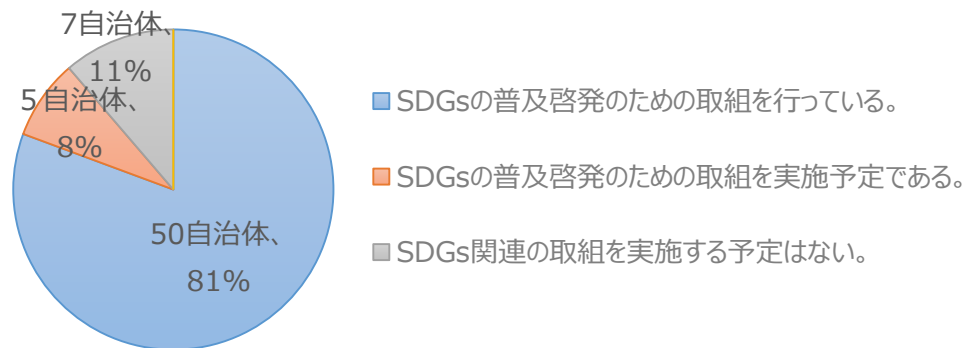 7自治体、
11%
5自治体、
8%
50自治体、
81%
SDGsの普及啓発のための取組を行っている。
SDGsの普及啓発のための取組を実施予定である。
SDGs関連の取組を実施する予定はない。